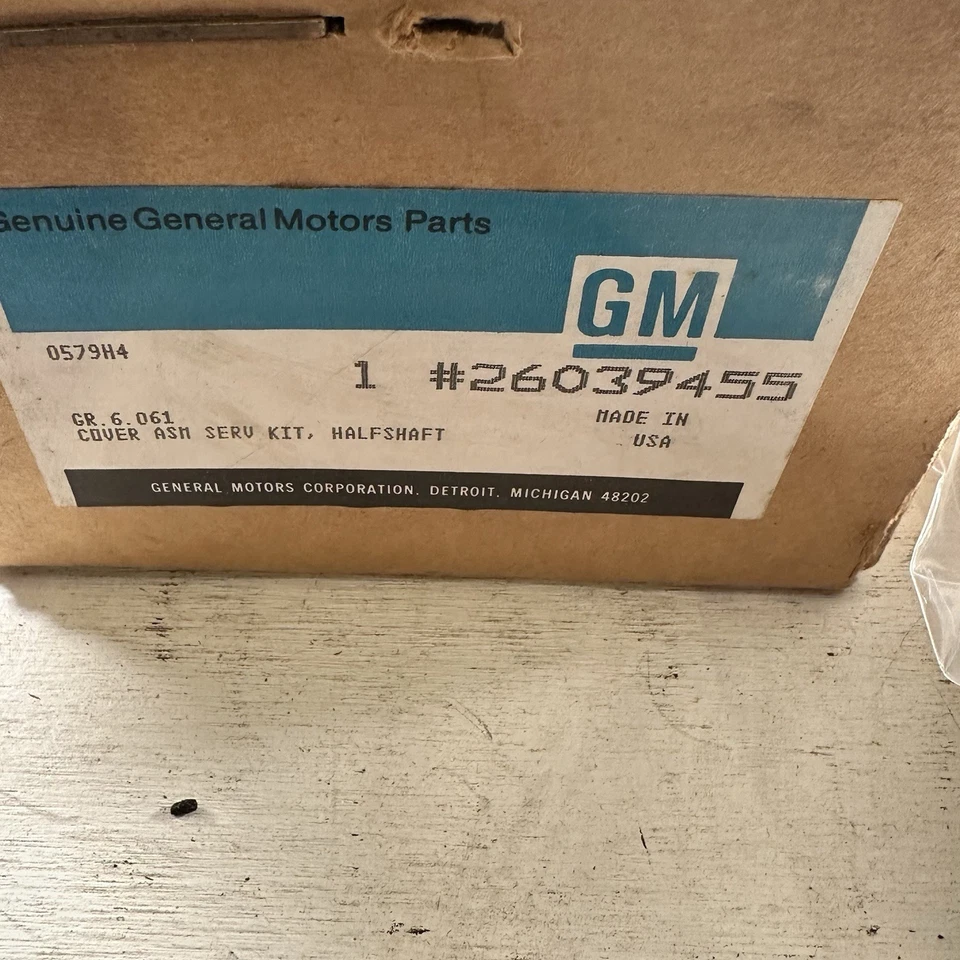 Genuine General Motors Parts
GM
0579H4
1 #26039455
GR.6.061
MADE IN
COVER ASM SERV KIT, HALFSHAFT
USA
GENERAL MOTORS CORPORATION. DETROIT. MICHIGAN 48202